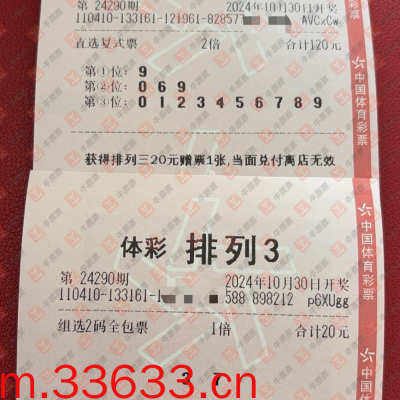 第 24290期 2024年10月30日开奖
110410-133161-121961-828577 AVCxCw
直选复式票 2倍 合计120元
第①位: 9
第②位: 0 6 9
第③位: 0 1 2 3 4 5 6 7 8 9
获得排列三20元赠票1张,当面兑付离店无效
体彩 排列3
第 24290期 2024年10月30日开奖
110410-133161-1 588 898212 p6XUgg
组选2码全包票 1倍 合计20元
m.33633.cn
中国体育彩票
中国体育彩票
中国体育彩票